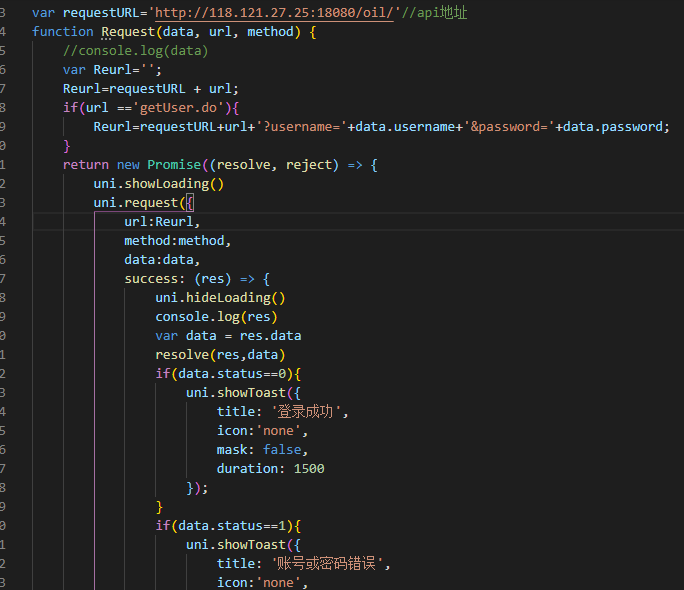 3 var requestURL='http://118.121.27.25:18080/oil/'//api地址
4 function Request(data, url, method) {
5 //console.log(data)
6 var Reurl='';
7 Reurl=requestURL + url;
8 if(url =='getUser.do'){
9 Reurl=requestURL+url+'?username='+data.username+'&password='+data.password;
0 }
1 return new Promise((resolve, reject) => {
2 uni.showLoading()
3 uni.request({
4 url:Reurl,
5 method:method,
6 data:data,
7 success: (res) => {
8 uni.hideLoading()
9 console.log(res)
0 var data = res.data
1 resolve(res,data)
2 if(data.status==0){
3 uni.showToast({
4 title: '登录成功',
5 icon:'none',
6 mask: false,
7 duration: 1500
8 });
9 }
0 if(data.status==1){
1 uni.showToast({
2 title: '账号或密码错误',
3 icon:'none',